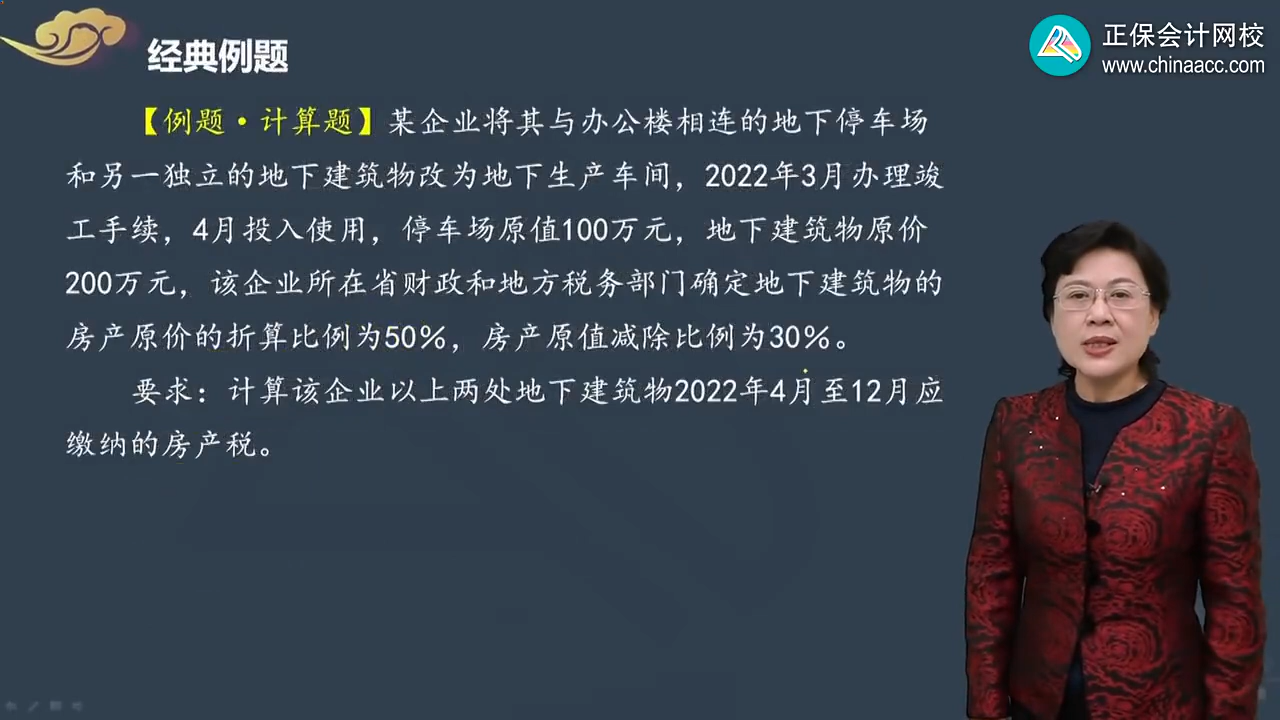 经典例题
正保会计网校
www.chinaacc.com
【例题·计算题】某企业将其与办公楼相连的地下停车场
和另一独立的地下建筑物改为地下生产车间，2022年3月办理竣
工手续，4月投入使用，停车场原值100万元，地下建筑物原价
200万元，该企业所在省财政和地方税务部门确定地下建筑物的
房产原价的折算比例为50%，房产原值减除比例为30%。
要求：计算该企业以上两处地下建筑物2022年4月至12月应
缴纳的房产税。